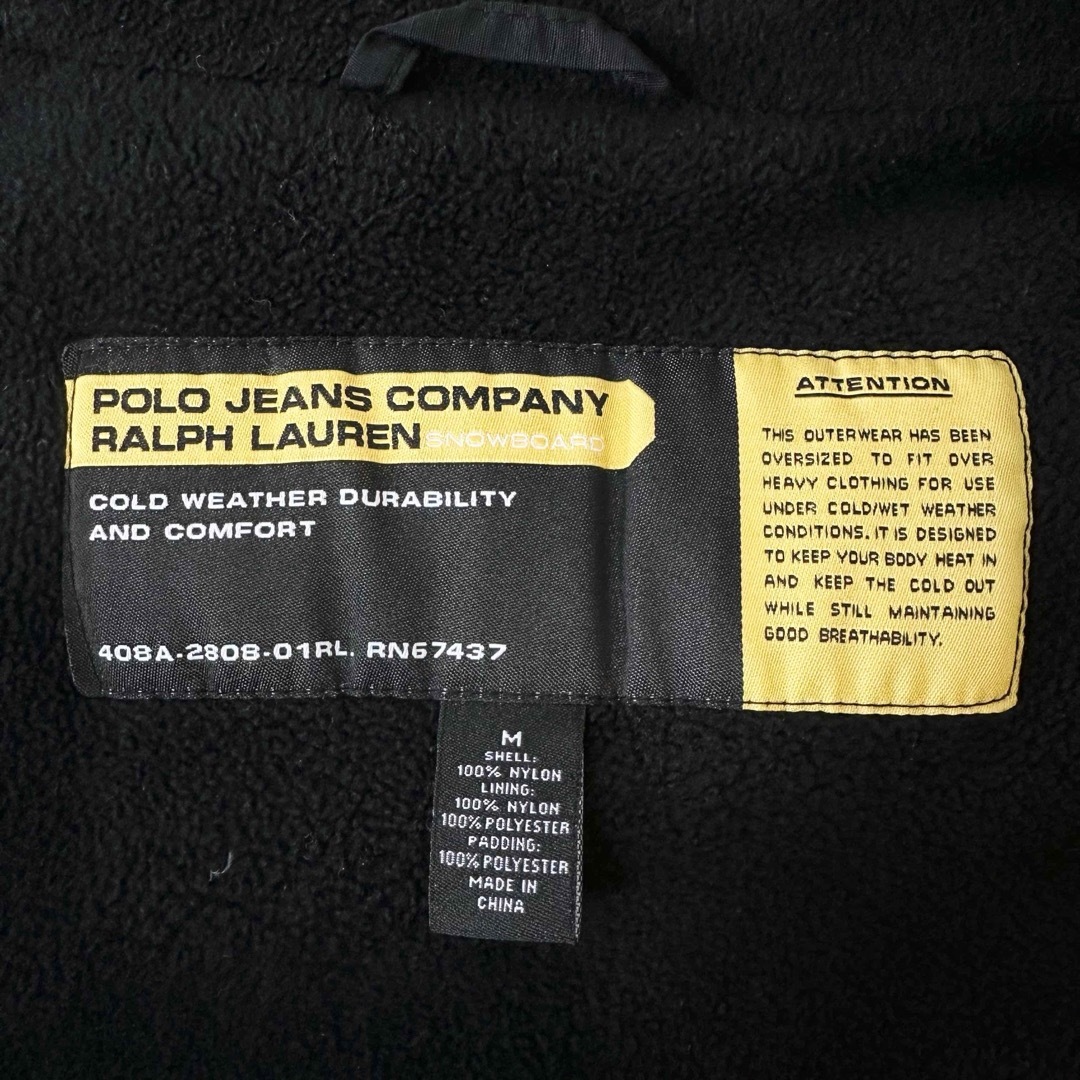 POLO JEANS COMPANY
RALPH LAUREN SNOWBOARD
COLD WEATHER DURABILITY
AND COMFORT
408A-2808-01RL. RN67437
ATTENTION
THIS OUTERWEAR HAS BEEN
OVERSIZED TO FIT OVER
HEAVY CLOTHING FOR USE
UNDER COLD/WET WEATHER
CONDITIONS. IT IS DESIGNED
TO KEEP YOUR BODY HEAT IN
AND KEEP THE COLD OUT
WHILE STILL MAINTAINING
GOOD BREATHABILITY.
M
SHELL:
100% NYLON
LINING:
100% NYLON
100% POLYESTER
PADDING:
100% POLYESTER
MADE IN
CHINA